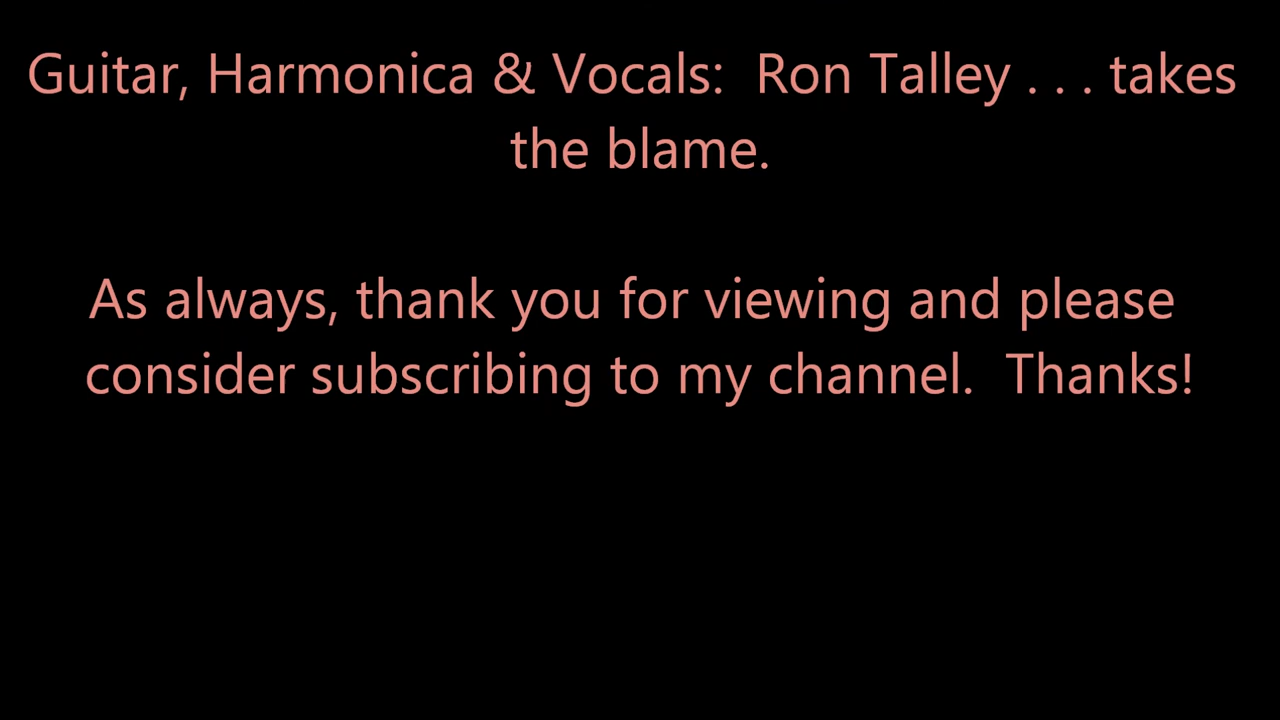 Guitar, Harmonica & Vocals:  Ron Talley . . . takes
the blame.
As always, thank you for viewing and please
consider subscribing to my channel.  Thanks!